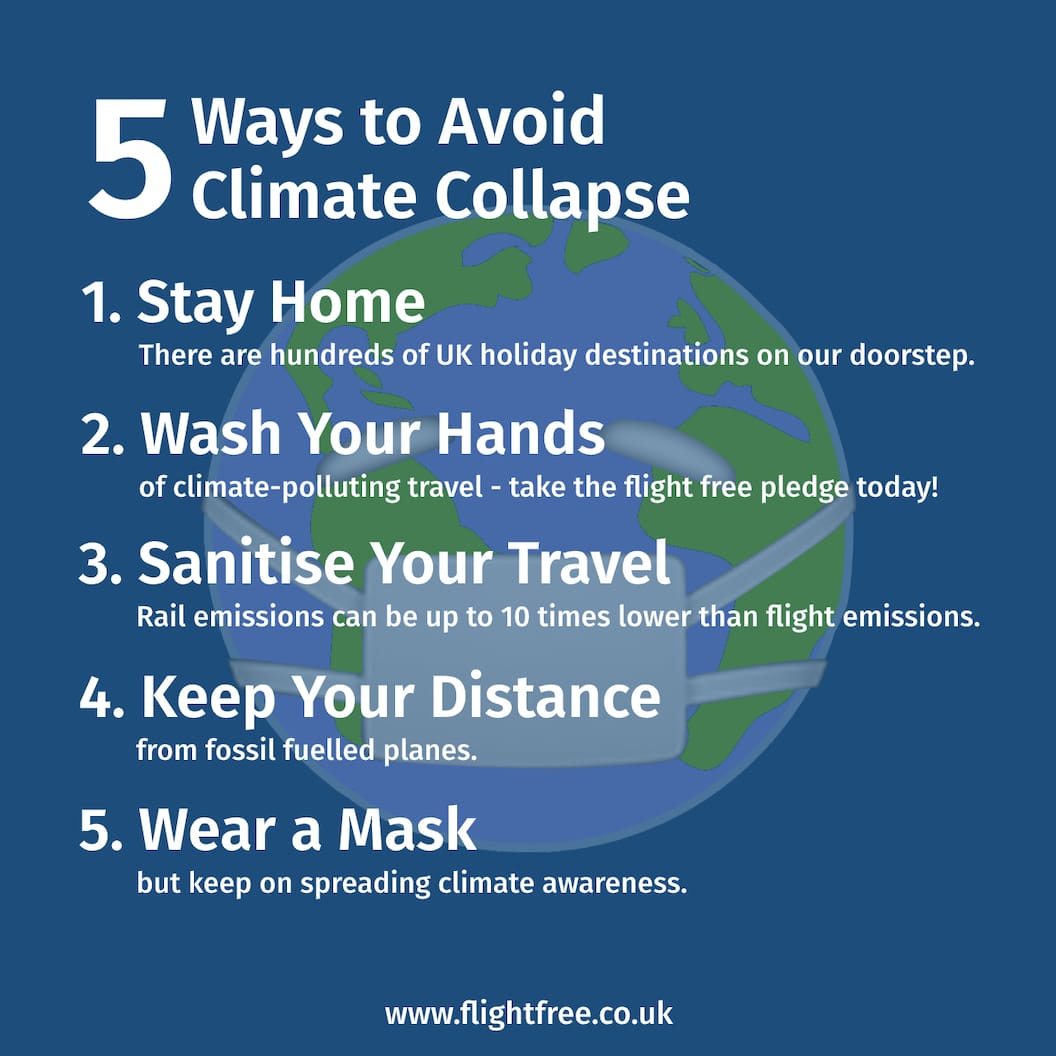 5 Ways to Avoid
Climate Collapse
1. Stay Home
There are hundreds of UK holiday destinations on our doorstep.
2. Wash Your Hands
of climate-polluting travel - take the flight free pledge today!
3. Sanitise Your Travel
Rail emissions can be up to 10 times lower than flight emissions.
4. Keep Your Distance
from fossil fuelled planes.
5. Wear a Mask
but keep on spreading climate awareness.
www.flightfree.co.uk